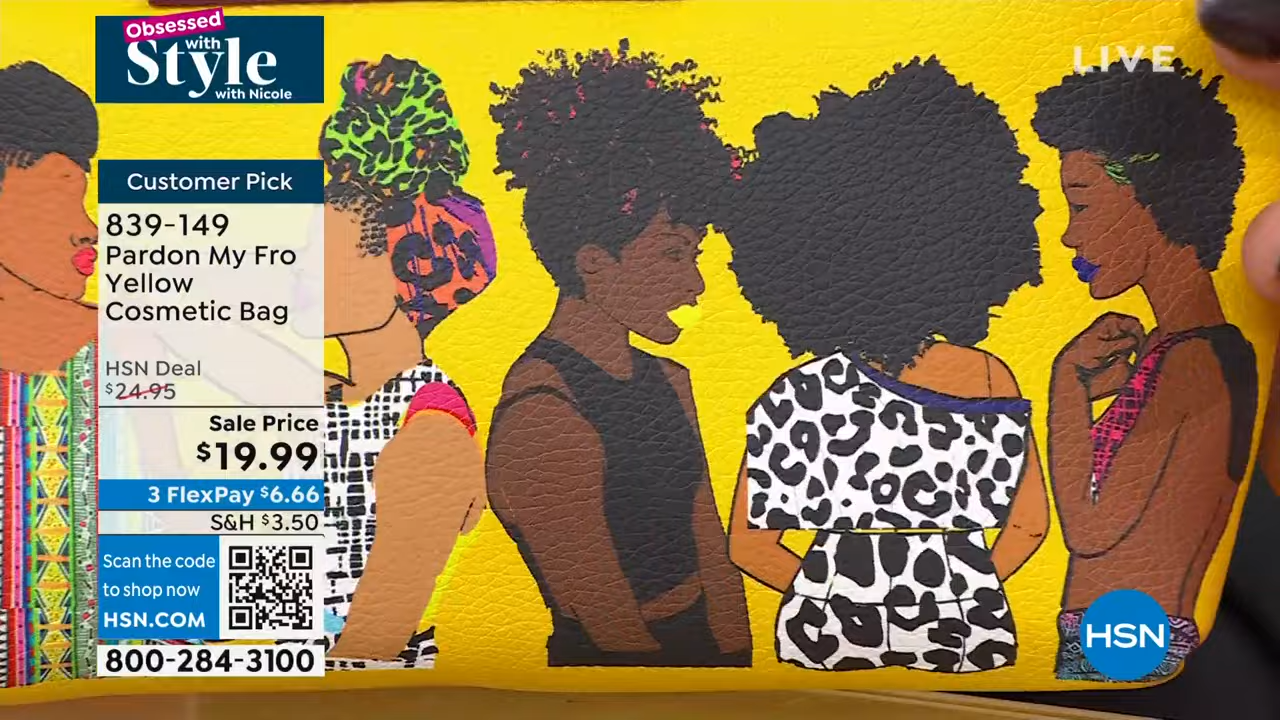 Obsessed
with
Style
with Nicole
LIVE
Customer Pick
839-149
Pardon My Fro
Yellow
Cosmetic Bag
HSN Deal
$24.95
Sale Price
$19.99
3 FlexPay $6.66
S&H $3.50
Scan the code
to shop now
HSN.COM
800-284-3100
HSN